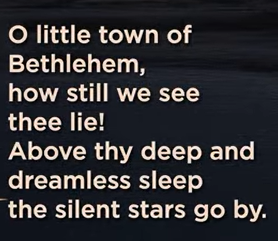 O little town of
Bethlehem,
how still we see
thee lie!
Above thy deep and
dreamless sleep
the silent stars go by.